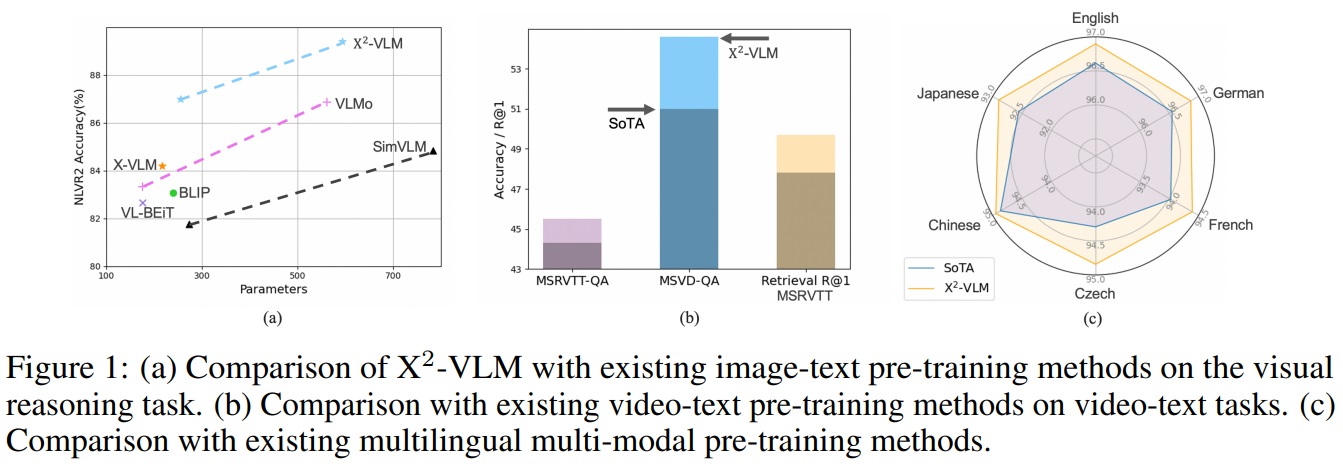 NLVR2 Accuracy(%)
88
86
84
82
80
100
300
500
700
Parameters
X²-VLM
VLMo
SimVLM
X-VLM
BLIP
VL-BEiT
(a)
Accuracy / R@1
53
51
49
47
45
43
X²-VLM
SoTA
MSRVTT-QA
MSVD-QA
Retrieval R@1
MSRVTT
(b)
English
97.0
96.5
96.0
Japanese
93.0
92.5
92.0
German
97.0
96.5
96.0
Chinese
95.0
94.5
94.0
French
94.5
94.0
93.5
94.0
94.5
95.0
Czech
SoTA
X²-VLM
(c)
Figure 1: (a) Comparison of X²-VLM with existing image-text pre-training methods on the visual
reasoning task. (b) Comparison with existing video-text pre-training methods on video-text tasks. (c)
Comparison with existing multilingual multi-modal pre-training methods.